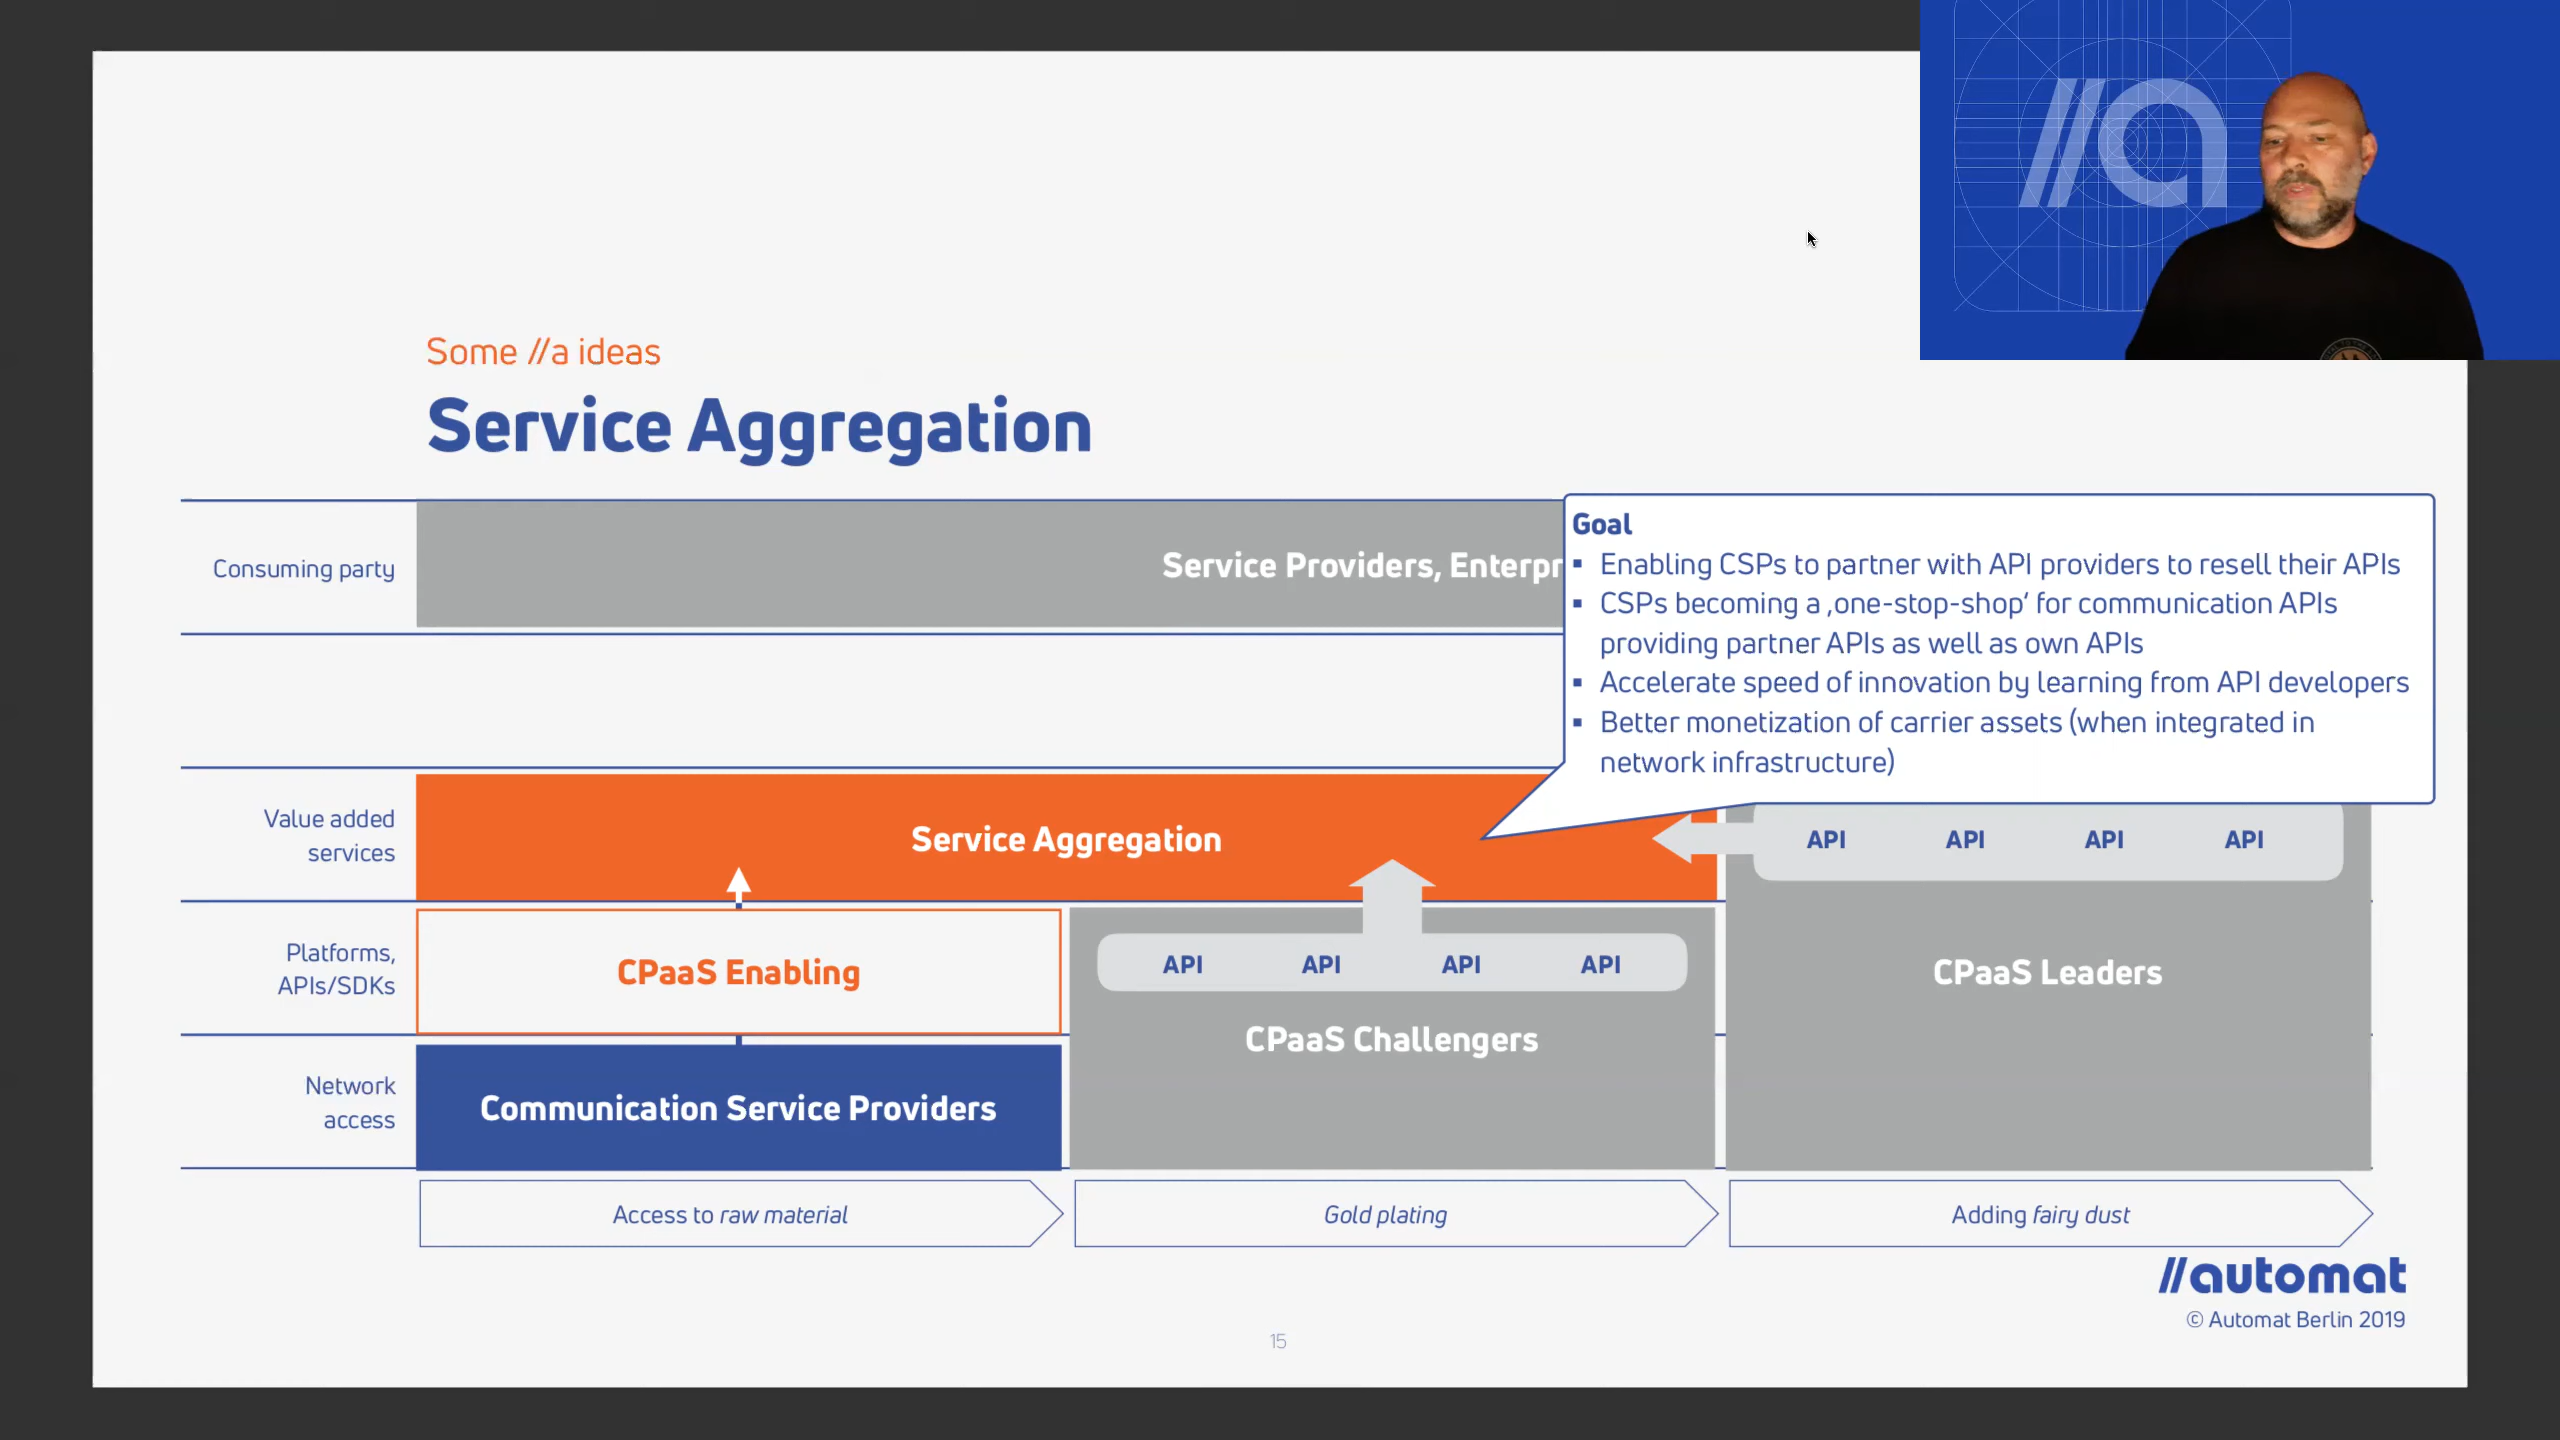 //a
Some //a ideas
Service Aggregation
Consuming party
Service Providers,
Goal
▪ Enabling CSPs to partner with API providers to resell their APIs
▪ CSPs becoming a ‚one-stop-shop‘ for communication APIs
providing partner APIs as well as own APIs
▪ Accelerate speed of innovation by learning from API developers
▪ Better monetization of carrier assets (when integrated in
network infrastructure)
Value added
services
Service Aggregation
API API API API
Platforms,
APIs/SDKs
CPaaS Enabling
API API API API
CPaaS Challengers
CPaaS Leaders
Network
access
Communication Service Providers
Access to raw material
Gold plating
Adding fairy dust
//automat
© Automat Berlin 2019
15